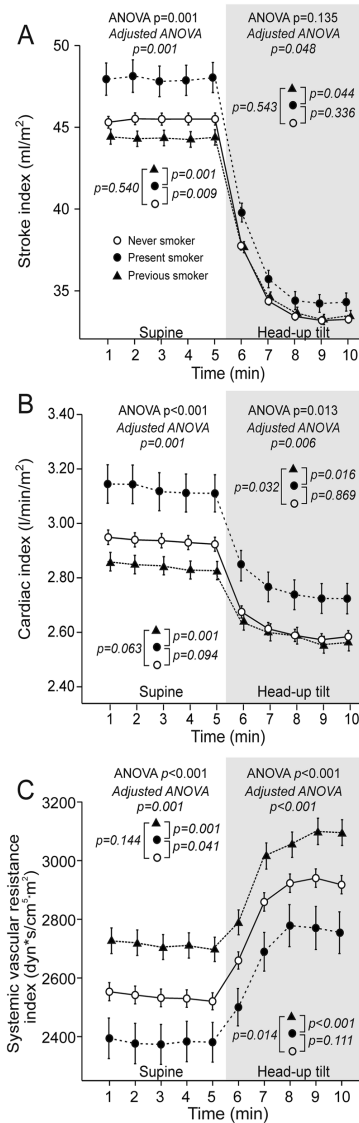 A
ANOVA p=0.001
Adjusted ANOVA
p=0.001
ANOVA p=0.135
Adjusted ANOVA
p=0.048
Stroke index (ml/m²)
50
45
40
35
p=0.543
p=0.044
p=0.336
p=0.540
p=0.001
p=0.009
Never smoker
Present smoker
Previous smoker
Supine
Head-up tilt
1 2 3 4 5 6 7 8 9 10
Time (min)
B
ANOVA p<0.001
Adjusted ANOVA
p=0.001
ANOVA p=0.013
Adjusted ANOVA
p=0.006
Cardiac index (l/min/m²)
3.40
3.20
3.00
2.80
2.60
2.40
p=0.032
p=0.016
p=0.869
p=0.063
p=0.001
p=0.094
Supine
Head-up tilt
1 2 3 4 5 6 7 8 9 10
Time (min)
C
ANOVA p<0.001
Adjusted ANOVA
p=0.001
ANOVA p<0.001
Adjusted ANOVA
p<0.001
Systemic vascular resistance
index (dyn*s/cm⁵·m²)
3200
3000
2800
2600
2400
p=0.144
p=0.001
p=0.041
p=0.014
p<0.001
p=0.111
Supine
Head-up tilt
1 2 3 4 5 6 7 8 9 10
Time (min)